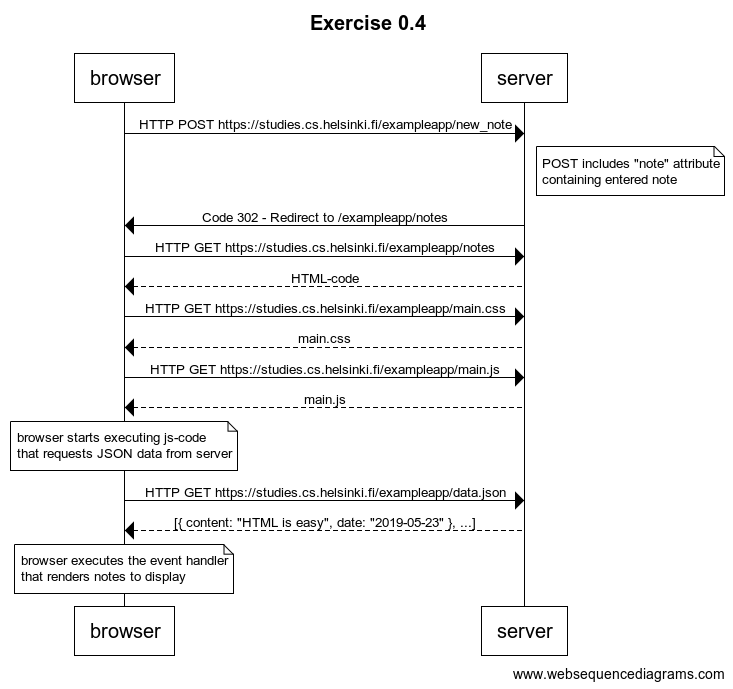 Exercise 0.4
browser
server
HTTP POST https://studies.cs.helsinki.fi/exampleapp/new_note
POST includes "note" attribute
containing entered note
Code 302 - Redirect to /exampleapp/notes
HTTP GET https://studies.cs.helsinki.fi/exampleapp/notes
HTML-code
HTTP GET https://studies.cs.helsinki.fi/exampleapp/main.css
main.css
HTTP GET https://studies.cs.helsinki.fi/exampleapp/main.js
main.js
browser starts executing js-code
that requests JSON data from server
HTTP GET https://studies.cs.helsinki.fi/exampleapp/data.json
[{ content: "HTML is easy", date: "2019-05-23" }, ...]
browser executes the event handler
that renders notes to display
browser
server
www.websequencediagrams.com